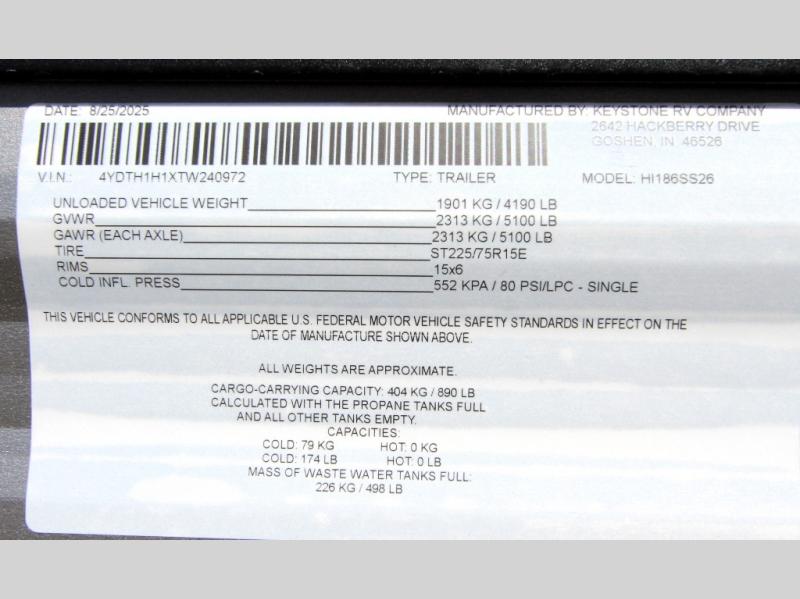 DATE: 8/25/2025 MANUFACTURED BY: KEYSTONE RV COMPANY
2642 HACKBERRY DRIVE
GOSHEN, IN 46526
V.I.N.: 4YDTH1H1XTW240972 TYPE: TRAILER MODEL: HI186SS26
UNLOADED VEHICLE WEIGHT 1901 KG / 4190 LB
GVWR 2313 KG / 5100 LB
GAWR (EACH AXLE) 2313 KG / 5100 LB
TIRE ST225/75R15E
RIMS 15x6
COLD INFL. PRESS 552 KPA / 80 PSI/LPC - SINGLE
THIS VEHICLE CONFORMS TO ALL APPLICABLE U.S. FEDERAL MOTOR VEHICLE SAFETY STANDARDS IN EFFECT ON THE
DATE OF MANUFACTURE SHOWN ABOVE.
ALL WEIGHTS ARE APPROXIMATE.
CARGO-CARRYING CAPACITY: 404 KG / 890 LB
CALCULATED WITH THE PROPANE TANKS FULL
AND ALL OTHER TANKS EMPTY.
CAPACITIES:
COLD: 79 KG HOT: 0 KG
COLD: 174 LB HOT: 0 LB
MASS OF WASTE WATER TANKS FULL:
226 KG / 498 LB